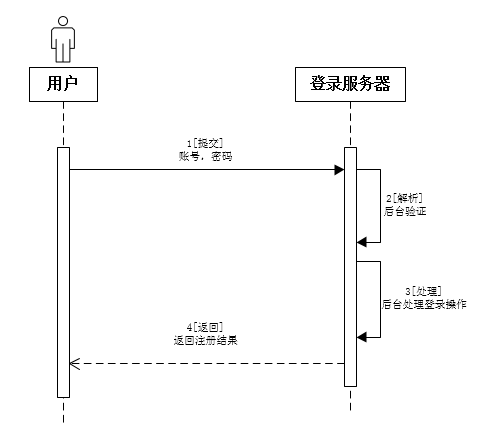 用户
登录服务器
1[提交]
账号. 密码
2[解析]
后台验证
3[处理]
后台处理登录操作
4[返回]
返回注册结果